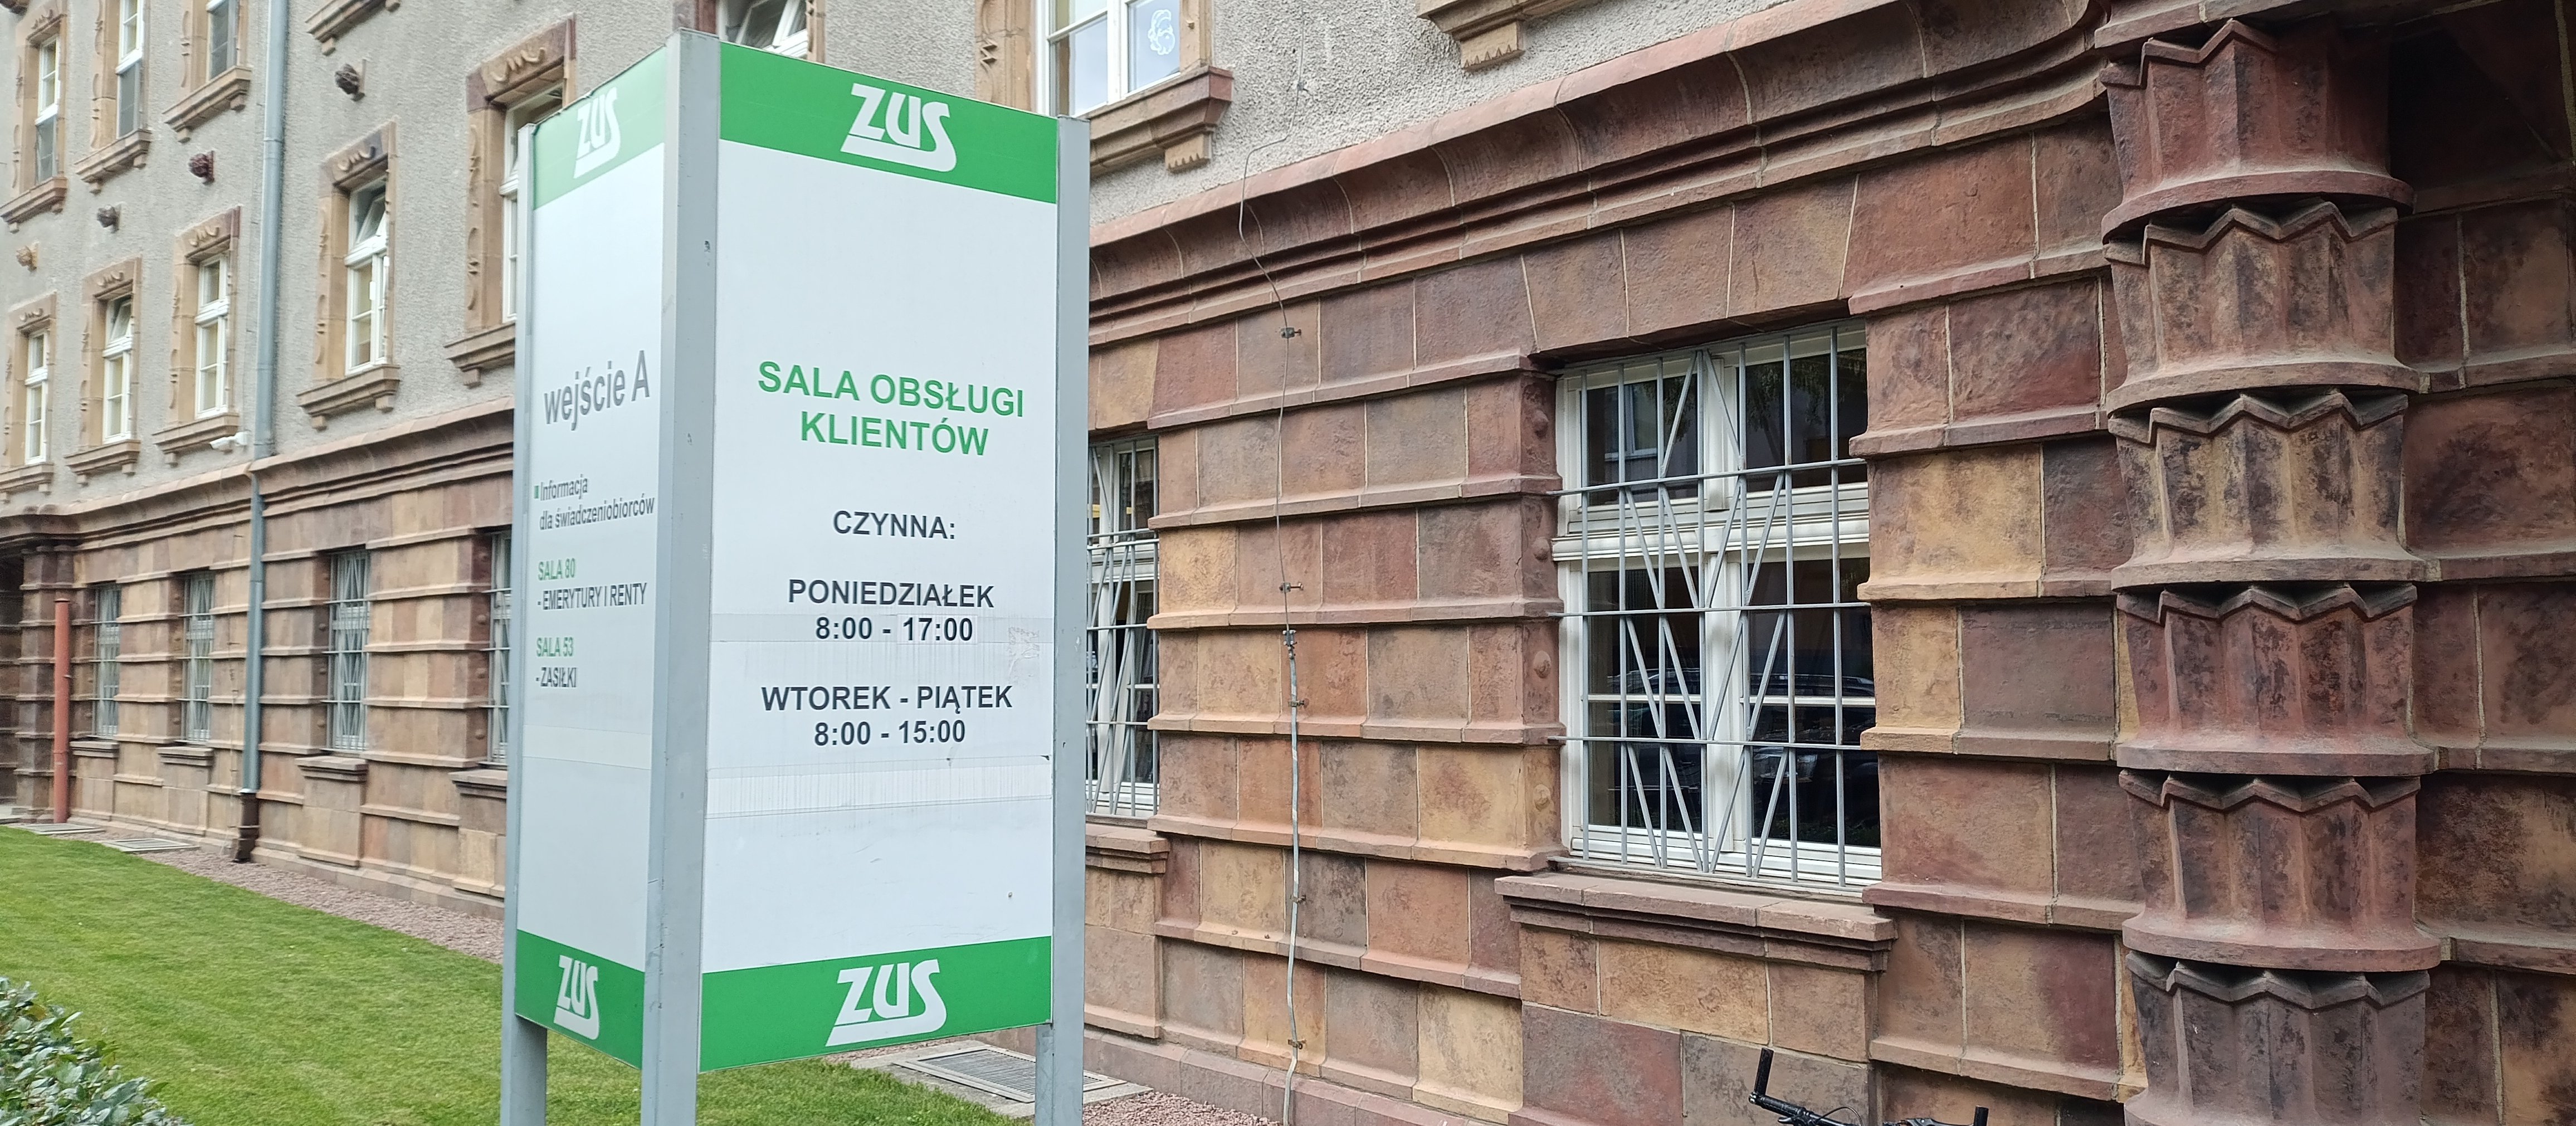 ZUS
wejście A
Informacja
dla świadczeniobiorców
SALA 80
- EMERYTURY I RENTY
SALA 53
- ZASIŁKI
ZUS
ZUS
SALA OBSŁUGI
KLIENTÓW
CZYNNA:
PONIEDZIAŁEK
8:00 - 17:00
WTOREK - PIĄTEK
8:00 - 15:00
ZUS